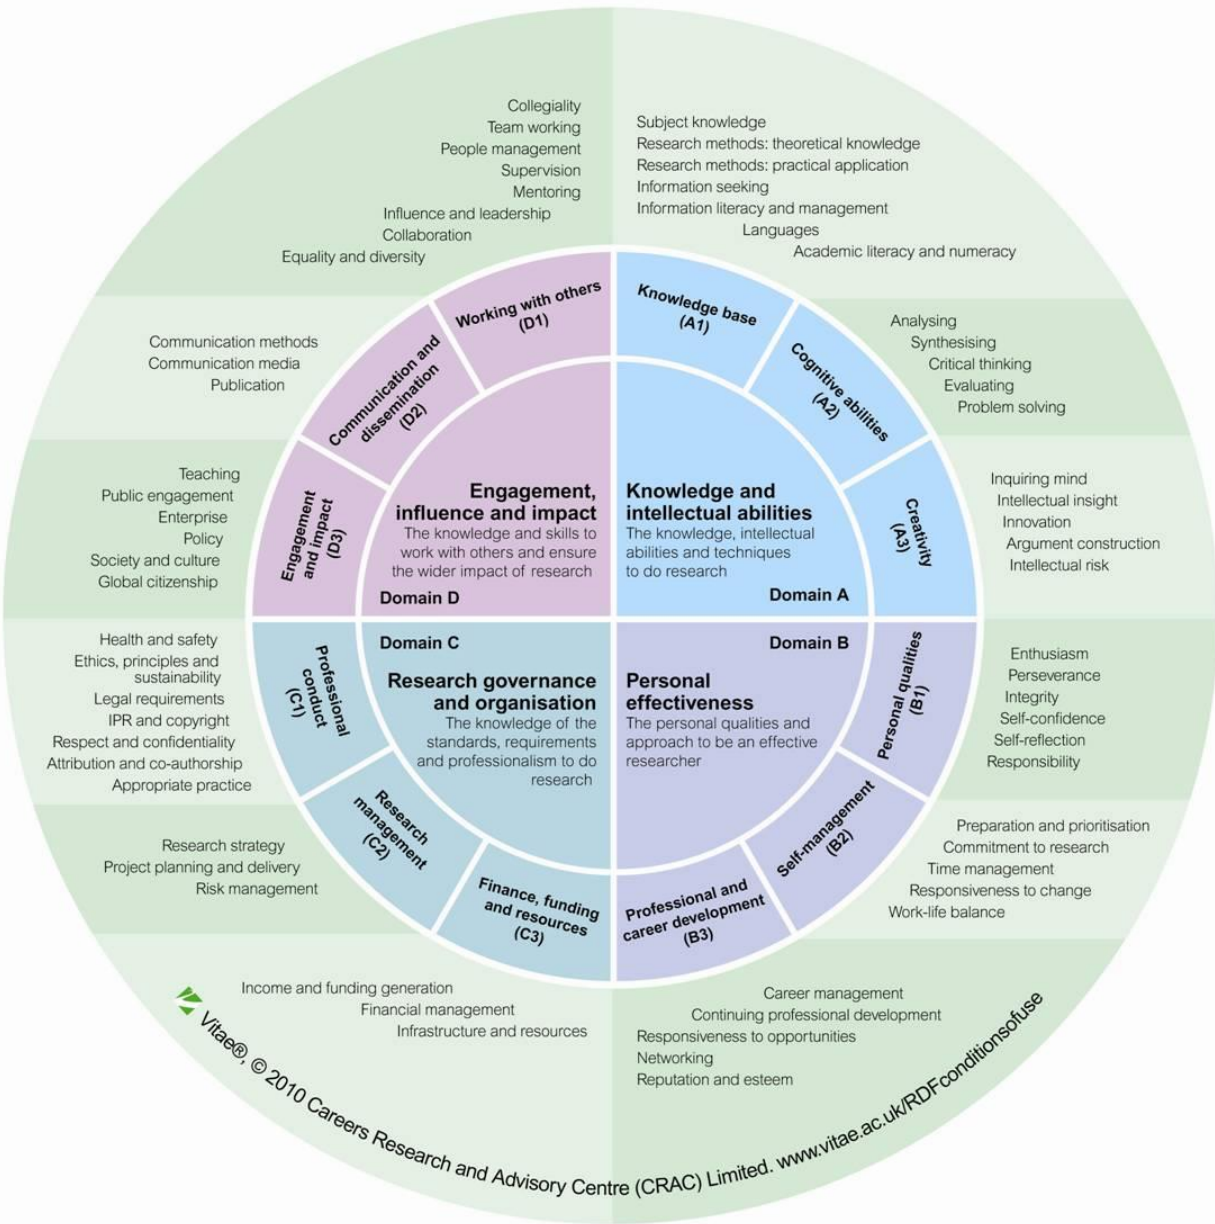 Collegiality
Team working
People management
Supervision
Mentoring
Influence and leadership
Collaboration
Equality and diversity
Subject knowledge
Research methods: theoretical knowledge
Research methods: practical application
Information seeking
Information literacy and management
Languages
Academic literacy and numeracy
Working with others
(D1)
Knowledge base
(A1)
Communication methods
Communication media
Publication
Communication and
dissemination
(D2)
Cognitive abilities
(A2)
Analysing
Synthesising
Critical thinking
Evaluating
Problem solving
Teaching
Public engagement
Enterprise
Policy
Society and culture
Global citizenship
Engagement
and impact
(D3)
Engagement,
influence and impact
The knowledge and skills to
work with others and ensure
the wider impact of research
Domain D
Knowledge and
intellectual abilities
The knowledge, intellectual
abilities and techniques
to do research
Domain A
Creativity
(A3)
Inquiring mind
Intellectual insight
Innovation
Argument construction
Intellectual risk
Health and safety
Ethics, principles and
sustainability
Legal requirements
IPR and copyright
Respect and confidentiality
Attribution and co-authorship
Appropriate practice
Professional
conduct
(C1)
Domain C
Research governance
and organisation
The knowledge of the
standards, requirements
and professionalism to do
research
Domain B
Personal
effectiveness
The personal qualities and
approach to be an effective
researcher
Personal qualities
(B1)
Enthusiasm
Perseverance
Integrity
Self-confidence
Self-reflection
Responsibility
Research strategy
Project planning and delivery
Risk management
Research
management
(C2)
Self-management
(B2)
Preparation and prioritisation
Commitment to research
Time management
Responsiveness to change
Work-life balance
Finance, funding
and resources
(C3)
Professional and
career development
(B3)
Income and funding generation
Financial management
Infrastructure and resources
Career management
Continuing professional development
Responsiveness to opportunities
Networking
Reputation and esteem
Vitae®, © 2010 Careers Research and Advisory Centre (CRAC) Limited. www.vitae.ac.uk/RDFconditionsofuse